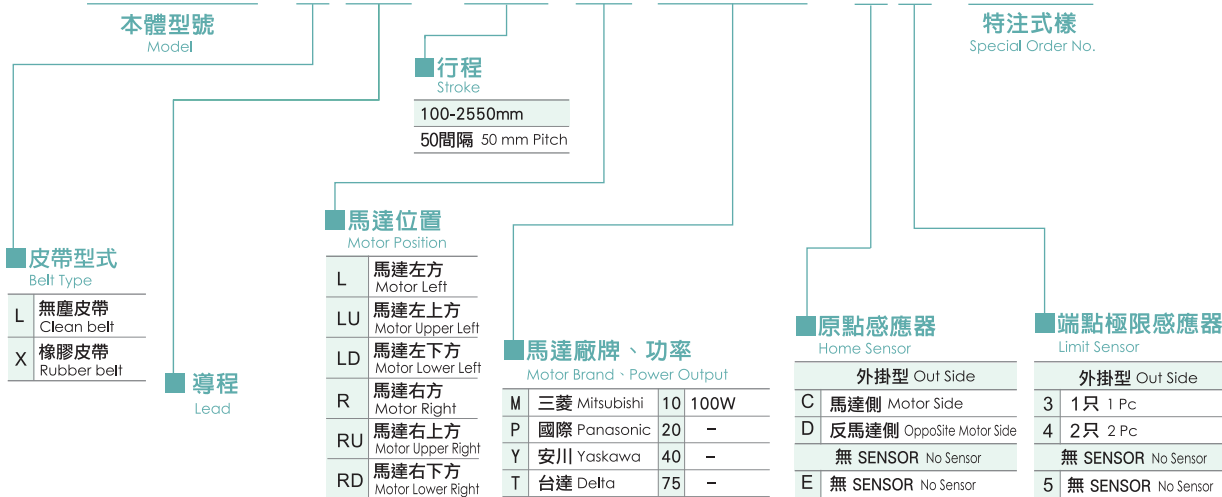 本體型號
Model
特注式樣
Special Order No.
行程
Stroke
100-2550mm
50間隔 50 mm Pitch
皮帶型式
Belt Type
L 無塵皮帶
Clean belt
X 橡膠皮帶
Rubber belt
導程
Lead
馬達位置
Motor Position
L 馬達左方
Motor Left
LU 馬達左上方
Motor Upper Left
LD 馬達左下方
Motor Lower Left
R 馬達右方
Motor Right
RU 馬達右上方
Motor Upper Right
RD 馬達右下方
Motor Lower Right
馬達廠牌、功率
Motor Brand、Power Output
M 三菱 Mitsubishi 10 100W
P 國際 Panasonic 20 －
Y 安川 Yaskawa 40 －
T 台達 Delta 75 －
原點感應器
Home Sensor
外掛型 Out Side
C 馬達側 Motor Side
D 反馬達側 OppoSite Motor Side
無 SENSOR No Sensor
E 無 SENSOR No Sensor
端點極限感應器
Limit Sensor
外掛型 Out Side
3 1只 1 Pc
4 2只 2 Pc
無 SENSOR No Sensor
5 無 SENSOR No Sensor